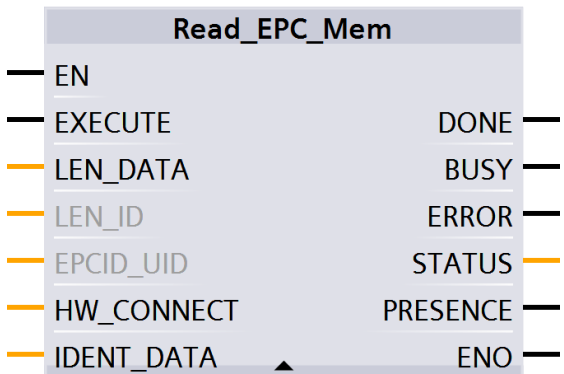 Read_EPC_Mem
EN
EXECUTE DONE
LEN_DATA BUSY
LEN_ID ERROR
EPCID_UID STATUS
HW_CONNECT PRESENCE
IDENT_DATA ENO